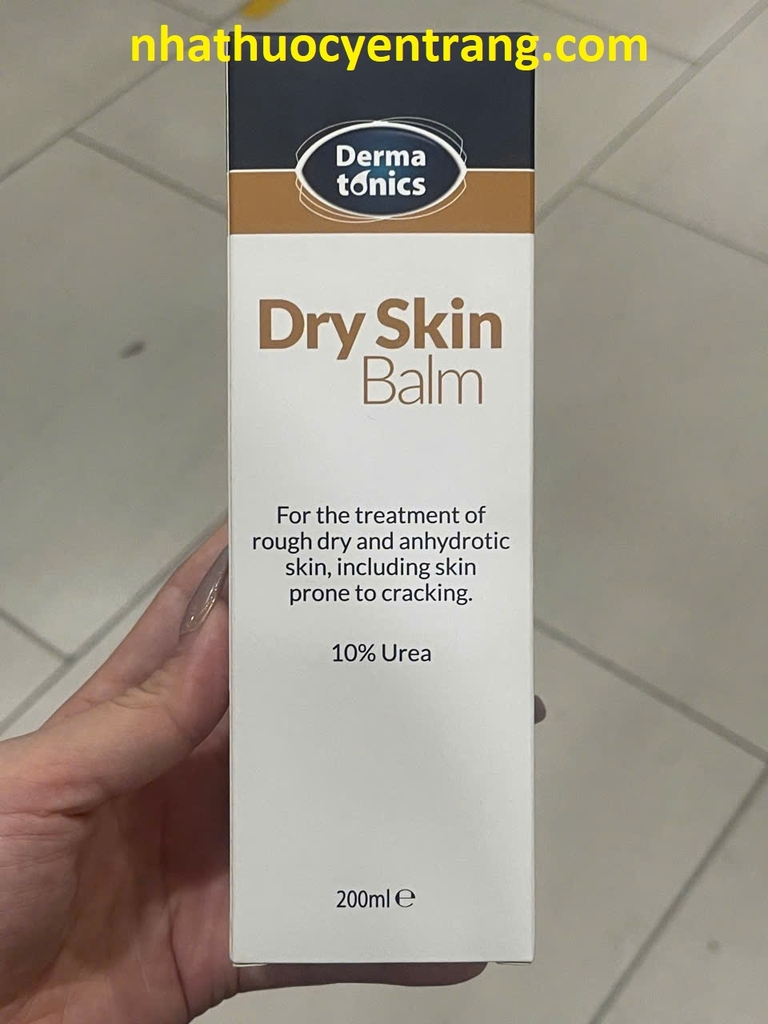 nhathuocyentrang.com
Derma
tonics
Dry Skin
Balm
For the treatment of
rough dry and anhydrotic
skin, including skin
prone to cracking.
10% Urea
200ml ℮